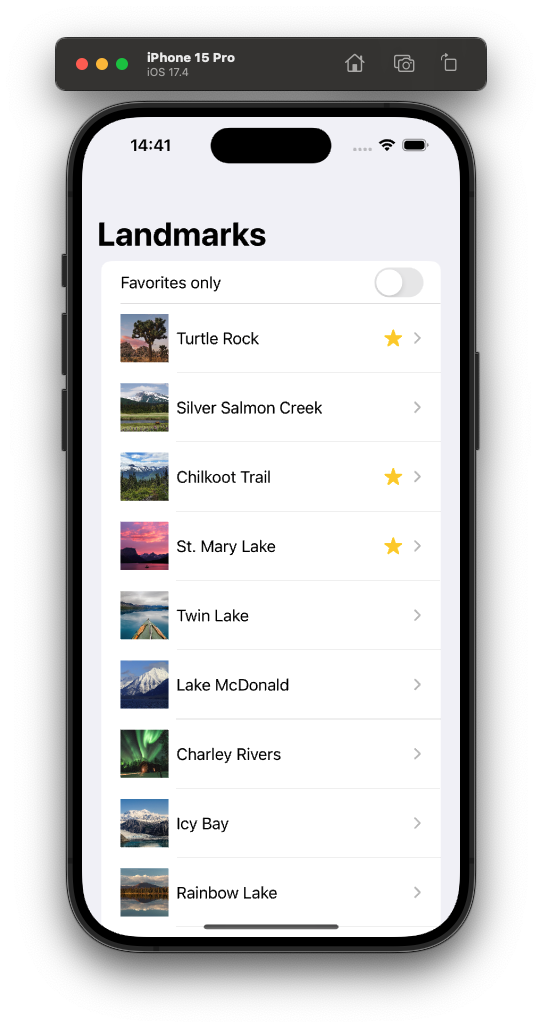 iPhone 15 Pro
iOS 17.4
14:41
Landmarks
Favorites only
Turtle Rock
Silver Salmon Creek
Chilkoot Trail
St. Mary Lake
Twin Lake
Lake McDonald
Charley Rivers
Icy Bay
Rainbow Lake